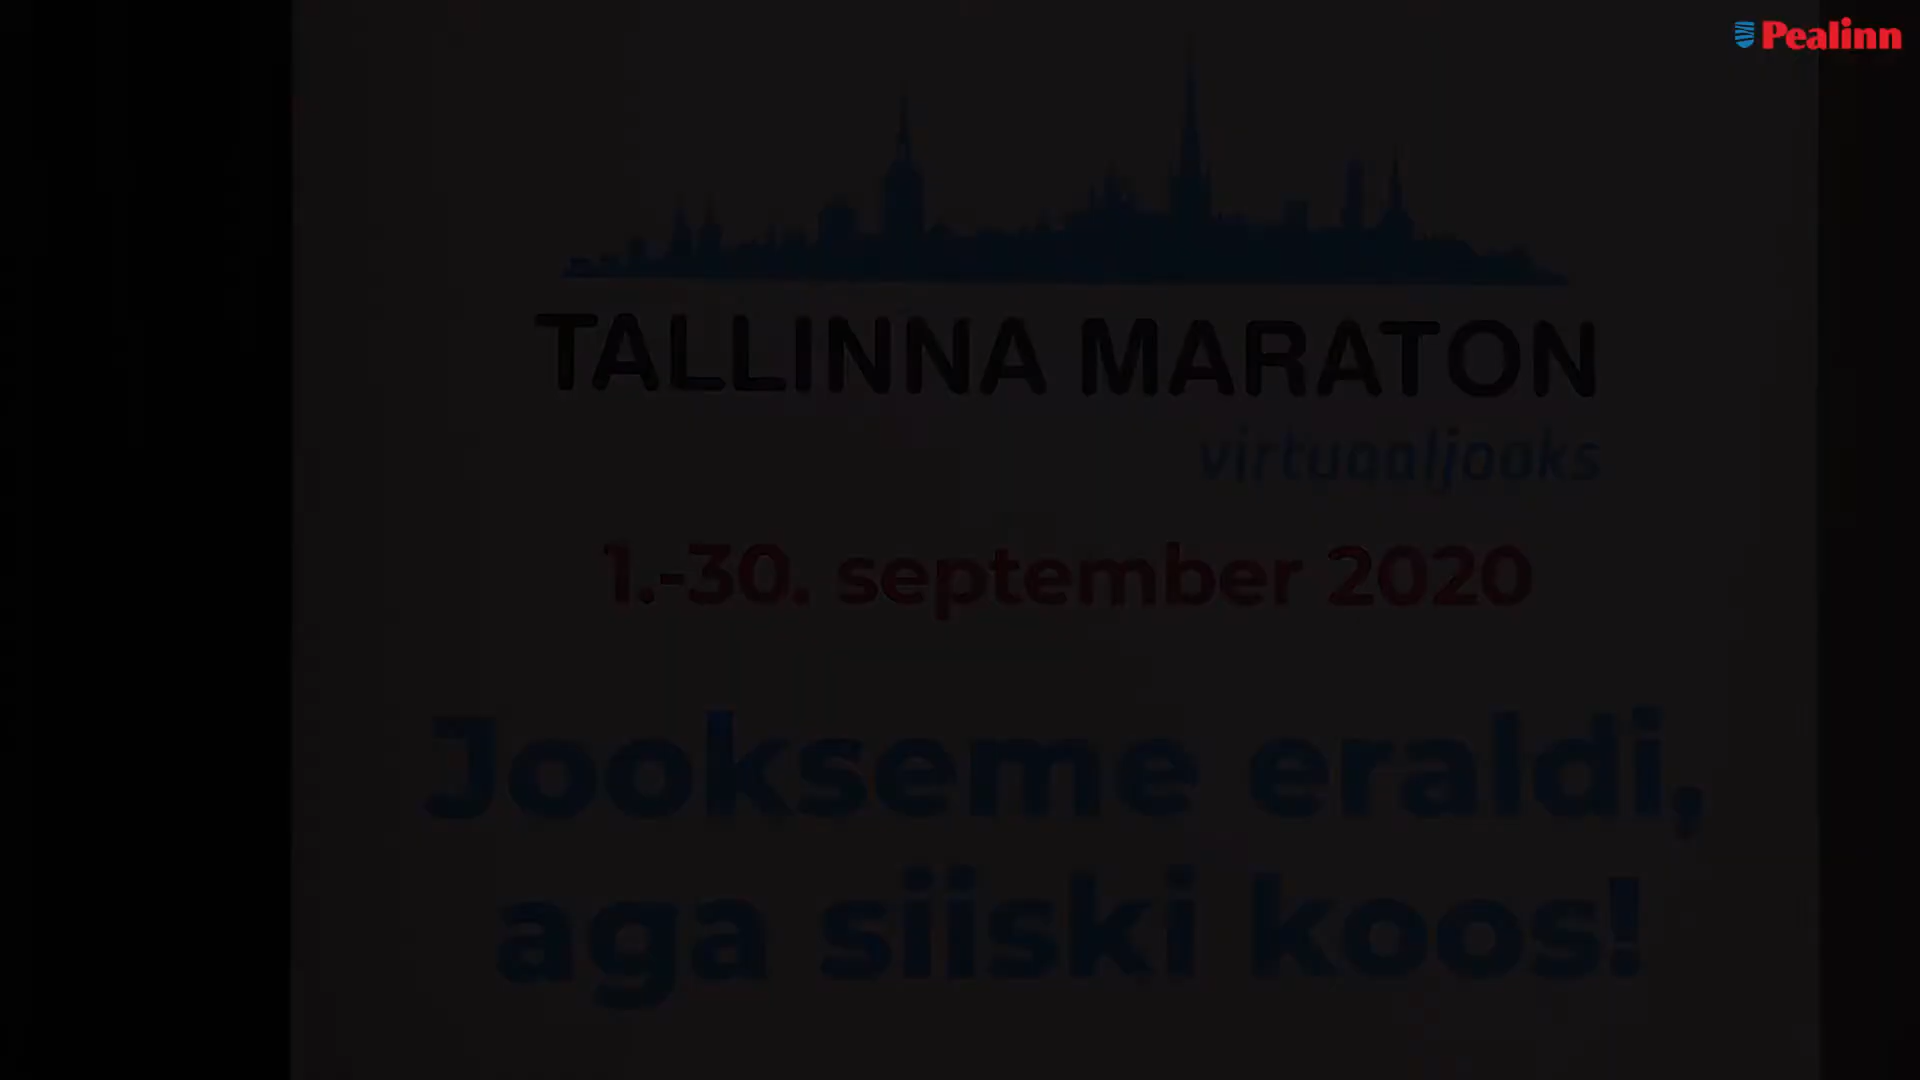 Pealinn
TALLINNA MARATON
virtuaaljooks
1.-30. september 2020
Jookseme eraldi,
aga siiski koos!